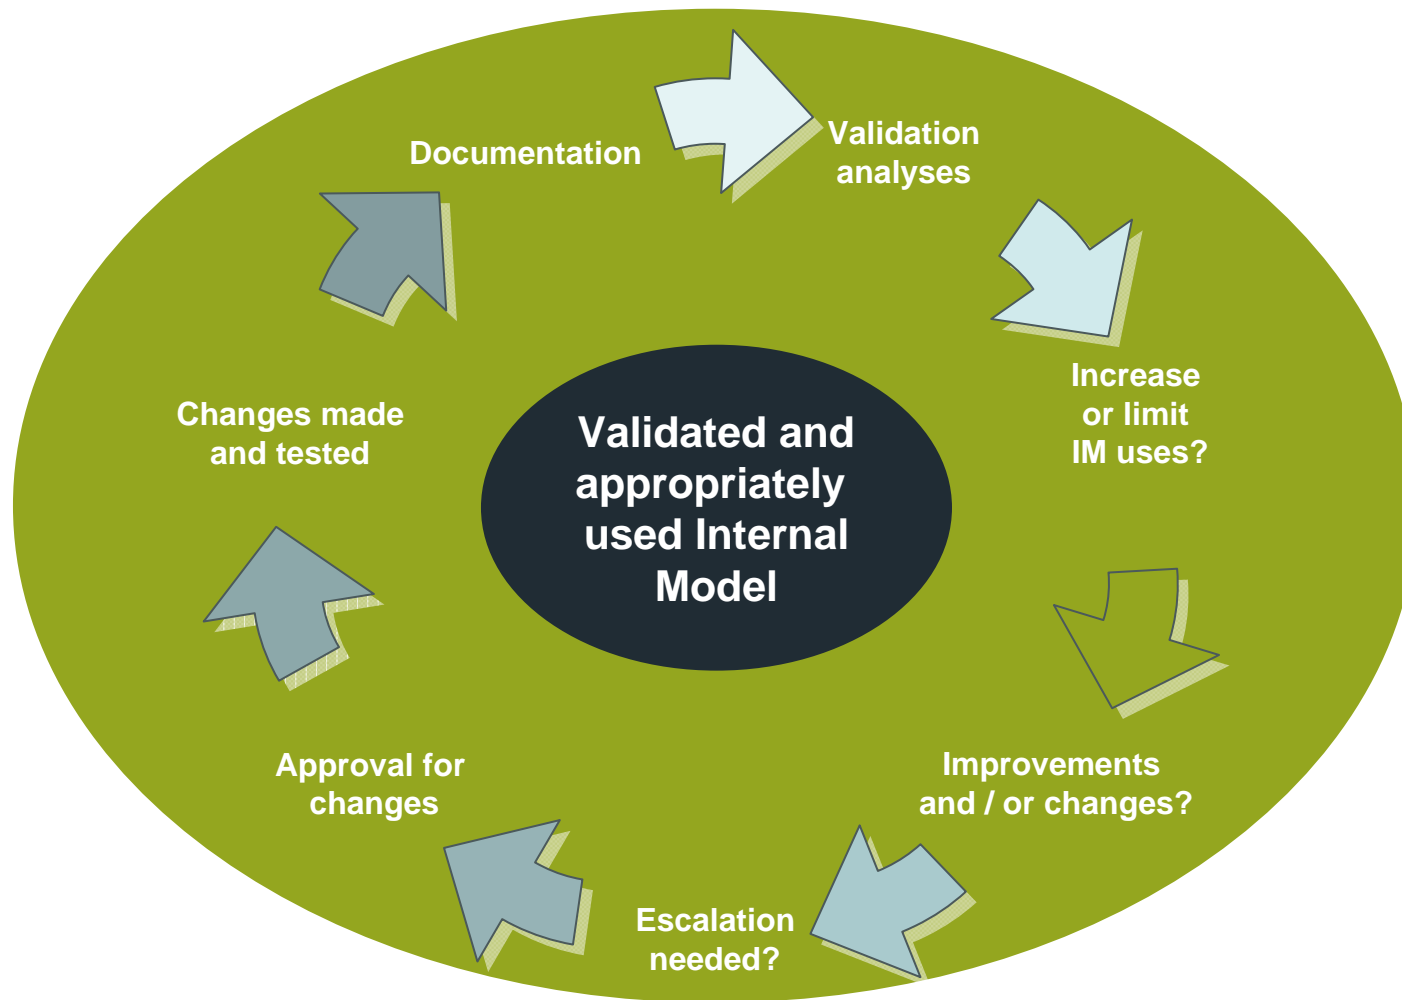 Documentation
Validation
analyses
Increase
or limit
IM uses?
Changes made
and tested
Validated and
appropriately
used Internal
Model
Improvements
and / or changes?
Approval for
changes
Escalation
needed?